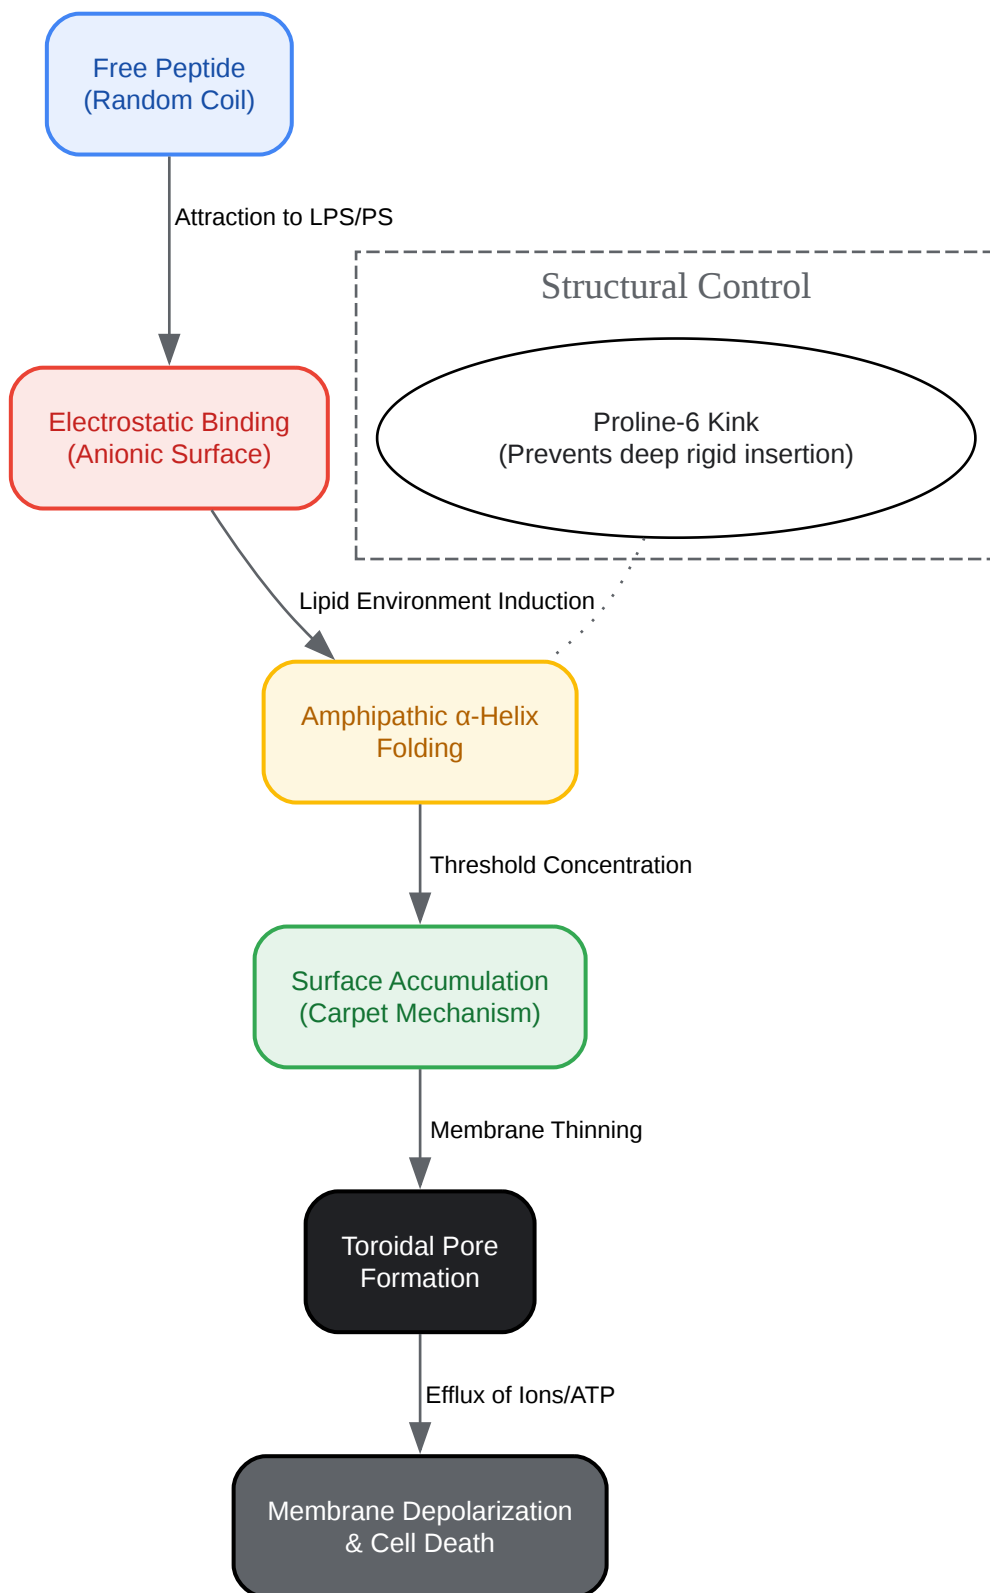 Free Peptide
(Random Coil)
Attraction to LPS/PS
Structural Control
Proline-6 Kink
(Prevents deep rigid insertion)
Electrostatic Binding
(Anionic Surface)
Lipid Environment Induction
Amphipathic α-Helix
Folding
Threshold Concentration
Surface Accumulation
(Carpet Mechanism)
Membrane Thinning
Toroidal Pore
Formation
Efflux of Ions/ATP
Membrane Depolarization
& Cell Death